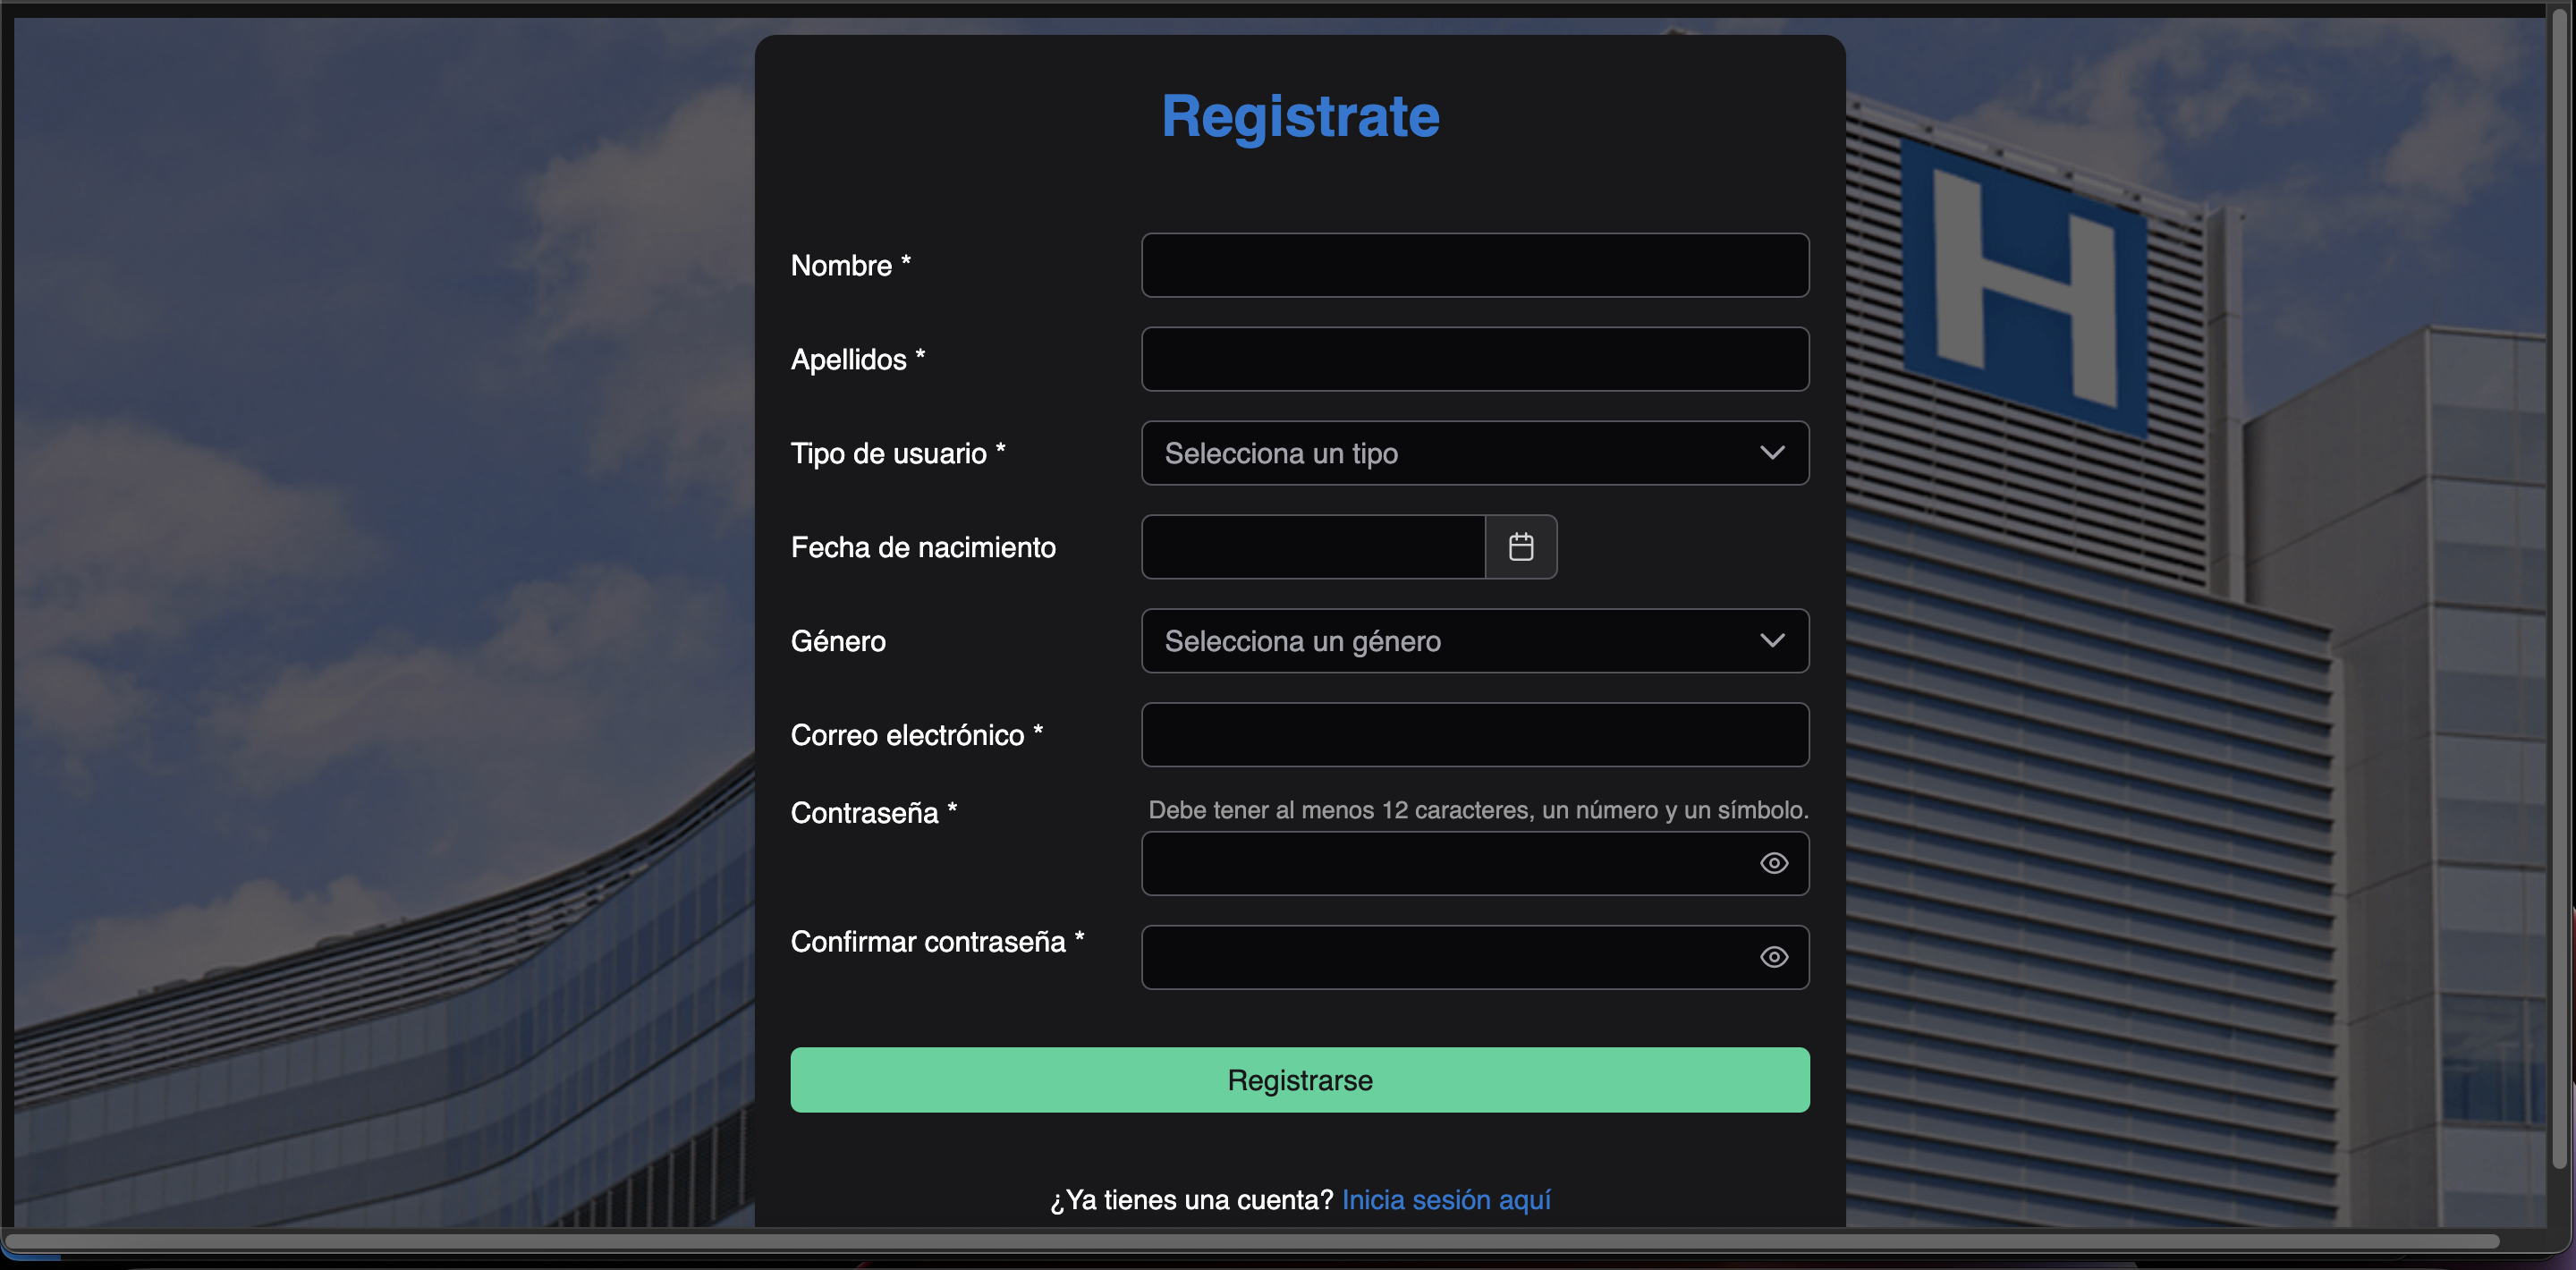 Registrate
H
Nombre *
Apellidos *
Tipo de usuario * Selecciona un tipo
Fecha de nacimiento
Género Selecciona un género
Correo electrónico *
Contraseña * Debe tener al menos 12 caracteres, un número y un símbolo.
Confirmar contraseña *
Registrarse
¿Ya tienes una cuenta? Inicia sesión aquí